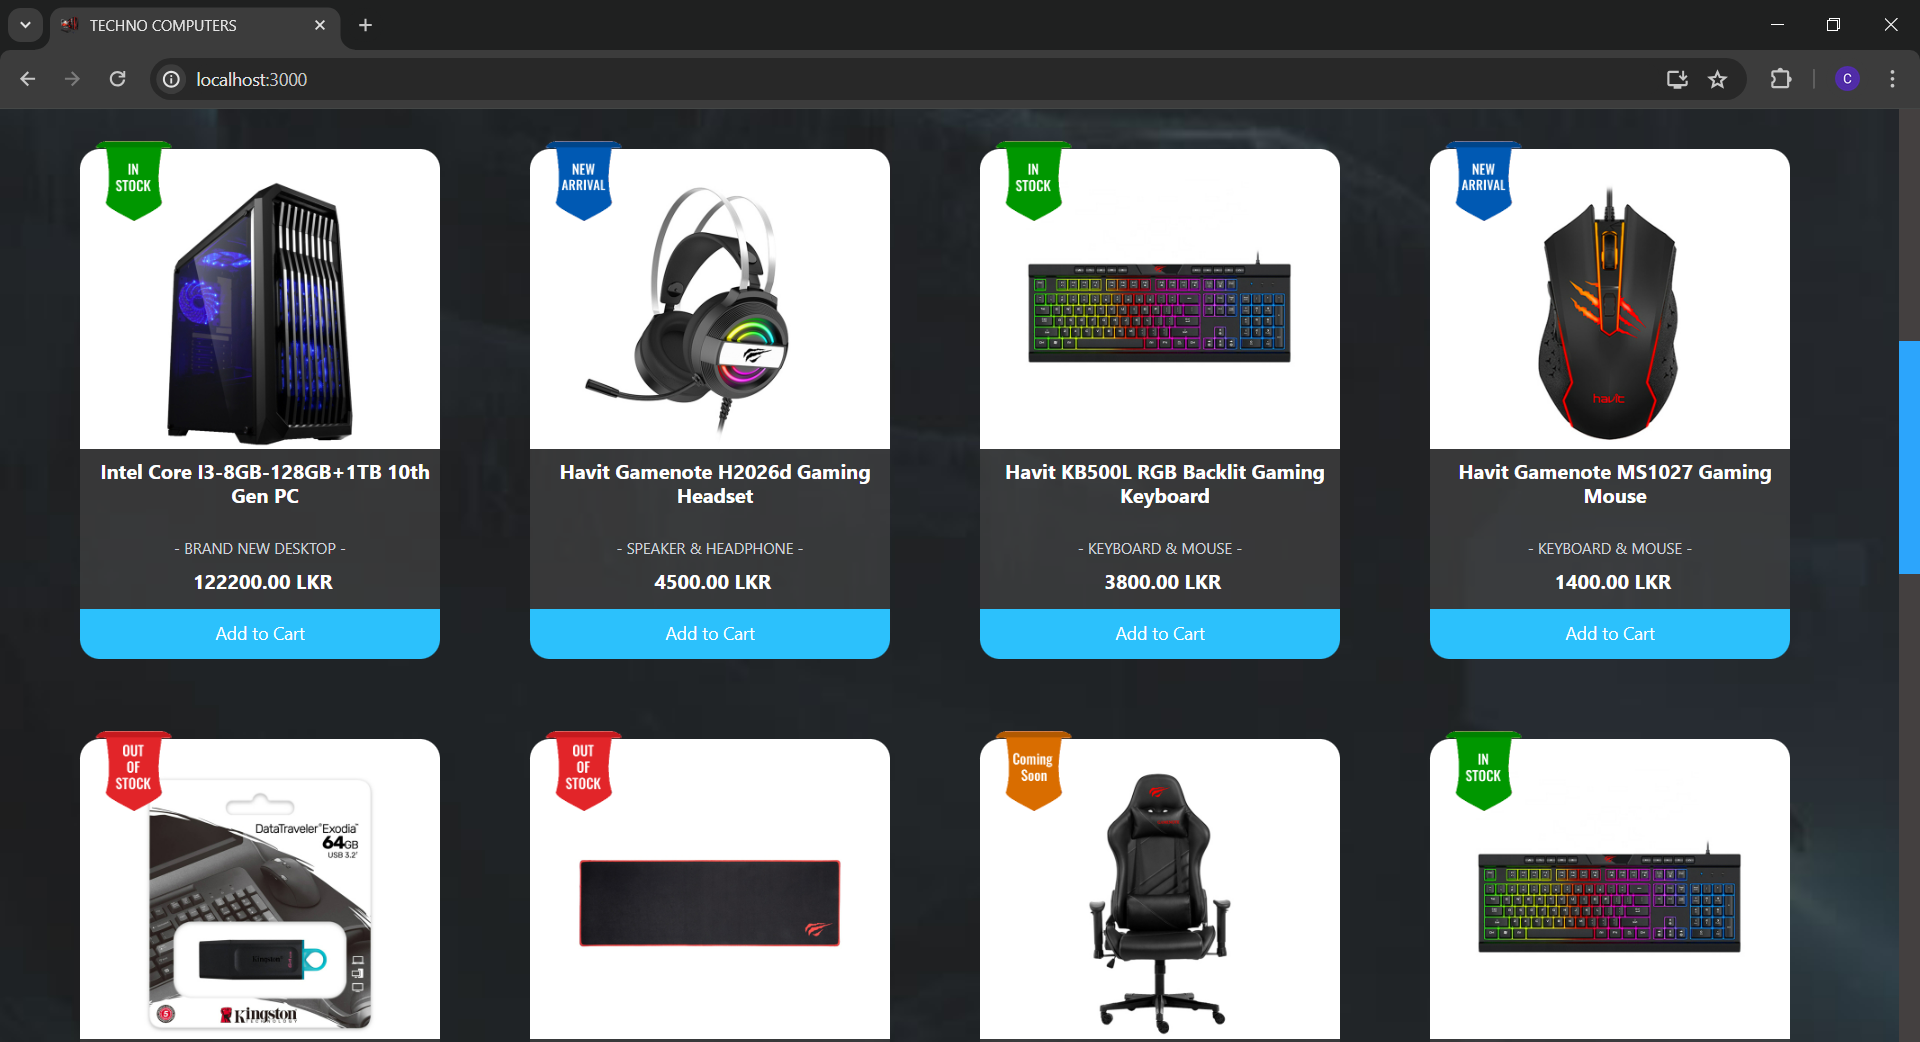 TECHNO COMPUTERS
localhost:3000
C
IN
STOCK
NEW
ARRIVAL
IN
STOCK
NEW
ARRIVAL
havit
Intel Core I3-8GB-128GB+1TB 10th
Gen PC
- BRAND NEW DESKTOP -
122200.00 LKR
Add to Cart
Havit Gamenote H2026d Gaming
Headset
- SPEAKER & HEADPHONE -
4500.00 LKR
Add to Cart
Havit KB500L RGB Backlit Gaming
Keyboard
- KEYBOARD & MOUSE -
3800.00 LKR
Add to Cart
Havit Gamenote MS1027 Gaming
Mouse
- KEYBOARD & MOUSE -
1400.00 LKR
Add to Cart
OUT
OF
STOCK
DataTraveler®Exodia™
64GB
USB 3.2
Kingston
Kingston
TECHNOLOGY
5
OUT
OF
STOCK
Coming
Soon
IN
STOCK